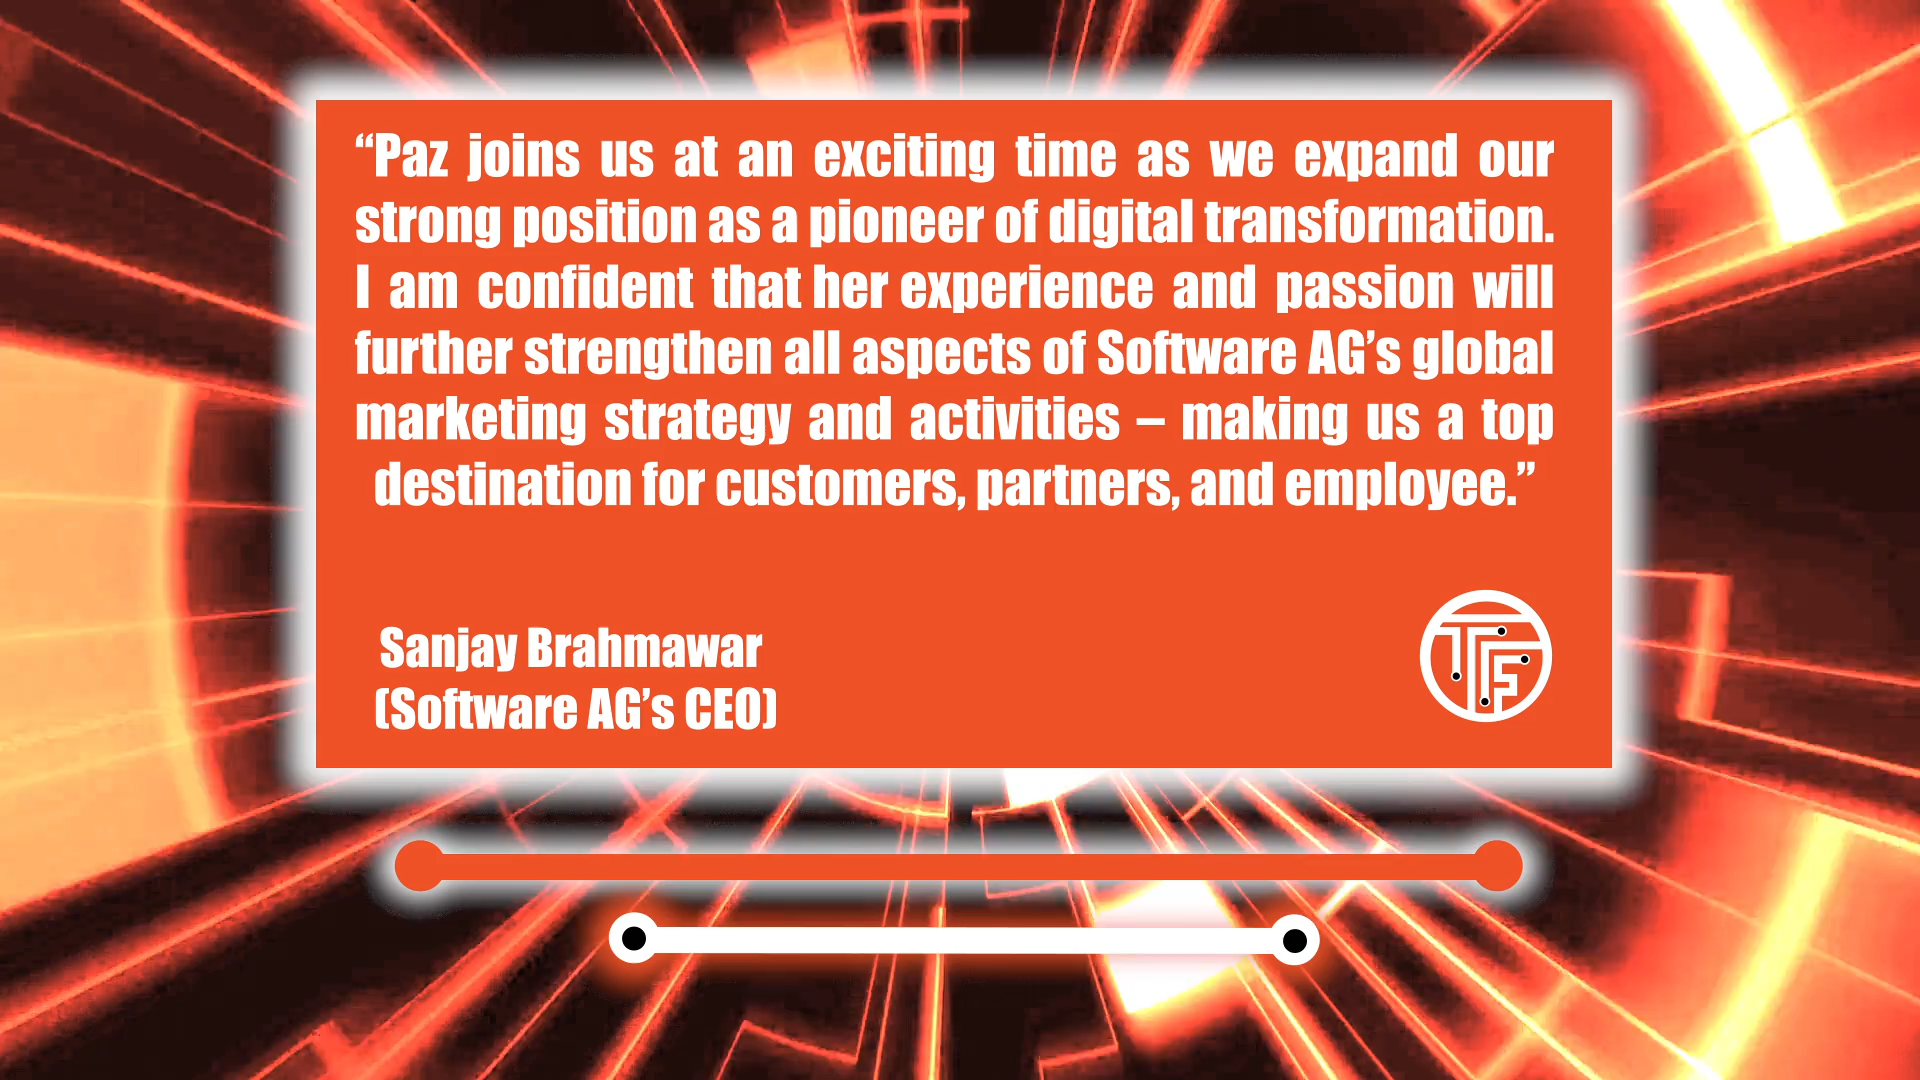 “Paz joins us at an exciting time as we expand our
strong position as a pioneer of digital transformation.
I am confident that her experience and passion will
further strengthen all aspects of Software AG’s global
marketing strategy and activities – making us a top
destination for customers, partners, and employee.”
Sanjay Brahmawar
(Software AG’s CEO)
TFS